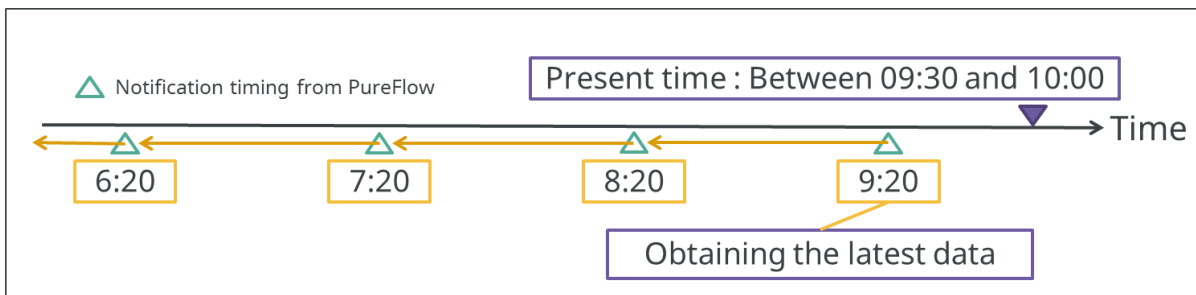 Notification timing from PureFlow
Present time : Between 09:30 and 10:00
Time
6:20
7:20
8:20
9:20
Obtaining the latest data